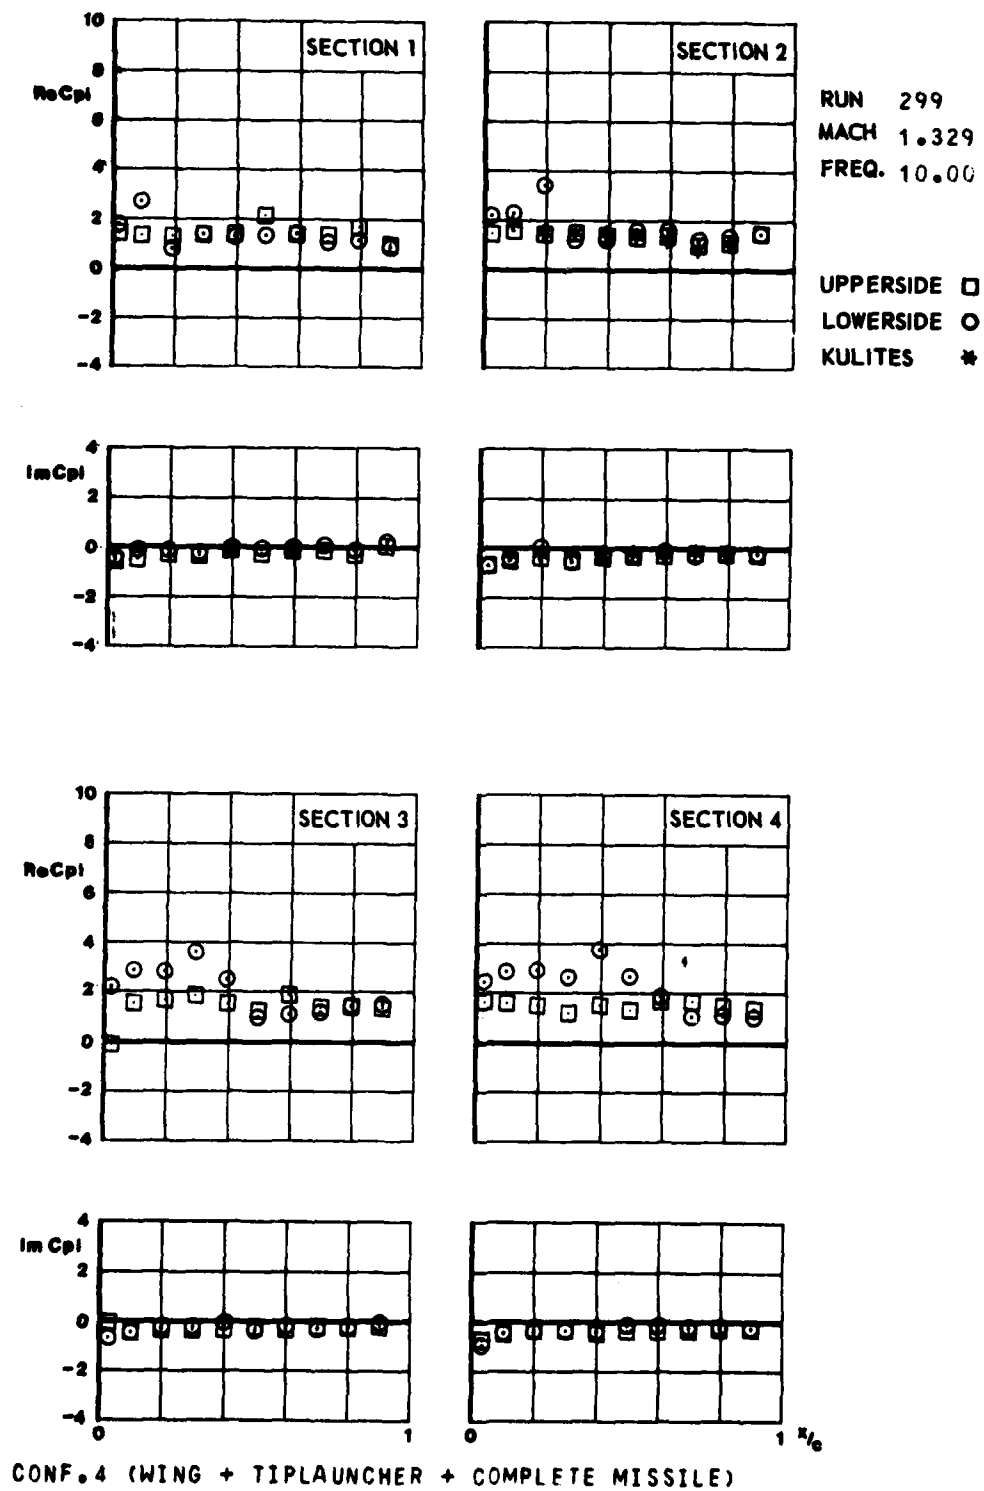 10
SECTION 1
SECTION 2
8
ReCpi
6
4
2
0
-2
-4
RUN 299
MACH 1.329
FREQ. 10.00
UPPERSIDE
LOWERSIDE
KULITES
4
ImCpi
2
0
-2
-4
10
SECTION 3
SECTION 4
8
ReCpi
6
4
2
0
-2
-4
4
ImCpi
2
0
-2
-4
0 1 0 1 x/c
CONF.4 (WING + TIPLAUNCHER + COMPLETE MISSILE)